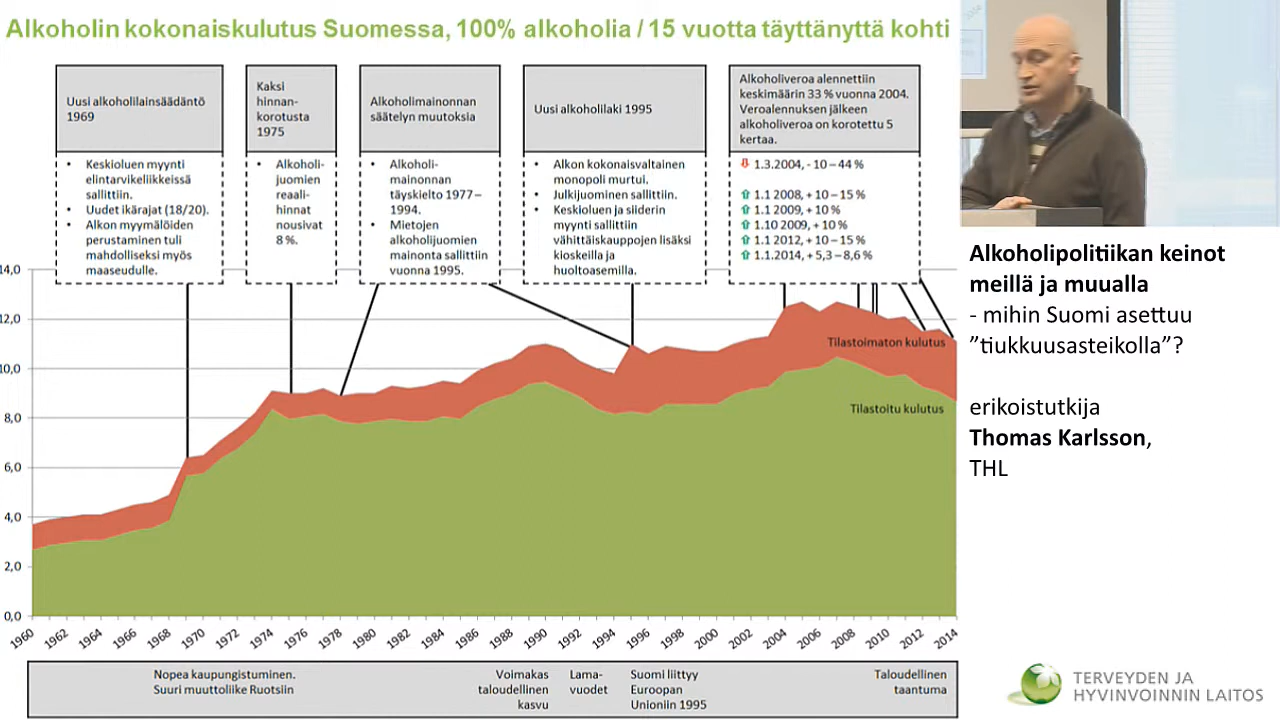 Alkoholin kokonaiskulutus Suomessa, 100% alkoholia / 15 vuotta täyttänyttä kohti
Uusi alkoholilainsäädäntö
1969
• Keskioluen myynti
elintarvikeliikkeissä
sallittiin.
• Uudet ikärajat (18/20).
• Alkon myymälöiden
perustaminen tuli
mahdolliseksi myös
maaseudulle.
Kaksi
hinnan-
korotusta
1975
• Alkoholi-
juomien
reaali-
hinnat
nousivat
8 %.
Alkoholimainonnan
säätelyn muutoksia
• Alkoholi-
mainonnan
täyskielto 1977–
1994.
• Mietojen
alkoholijuomien
mainonta sallittiin
vuonna 1995.
Uusi alkoholilaki 1995
• Alkon kokonaisvaltainen
monopoli murtui.
• Julkijuominen sallittiin.
• Keskioluen ja siiderin
myynti sallittiin
vähittäiskauppojen lisäksi
kioskeilla ja
huoltoasemilla.
Alkoholiveroa alennettiin
keskimäärin 33 % vuonna 2004.
Veroalennuksen jälkeen
alkoholiveroa on korotettu 5
kertaa.
1.3.2004, - 10 – 44 %
1.1 2008, + 10 – 15 %
1.1 2009, + 10 %
1.10 2009, + 10 %
1.1 2012, + 10 – 15 %
1.1.2014, + 5,3 – 8,6 %
14,0
12,0
10,0
8,0
6,0
4,0
2,0
0,0
Tilastoimaton kulutus
Tilastoitu kulutus
1960 1962 1964 1966 1968 1970 1972 1974 1976 1978 1980 1982 1984 1986 1988 1990 1992 1994 1996 1998 2000 2002 2004 2006 2008 2010 2012 2014
Nopea kaupungistuminen.
Suuri muuttoliike Ruotsiin
Voimakas
taloudellinen
kasvu
Lama-
vuodet
Suomi liittyy
Euroopan
Unioniin 1995
Taloudellinen
taantuma
Alkoholipolitiikan keinot
meillä ja muualla
- mihin Suomi asettuu
”tiukkuusasteikolla”?
erikoistutkija
Thomas Karlsson,
THL
TERVEYDEN JA
HYVINVOINNIN LAITOS